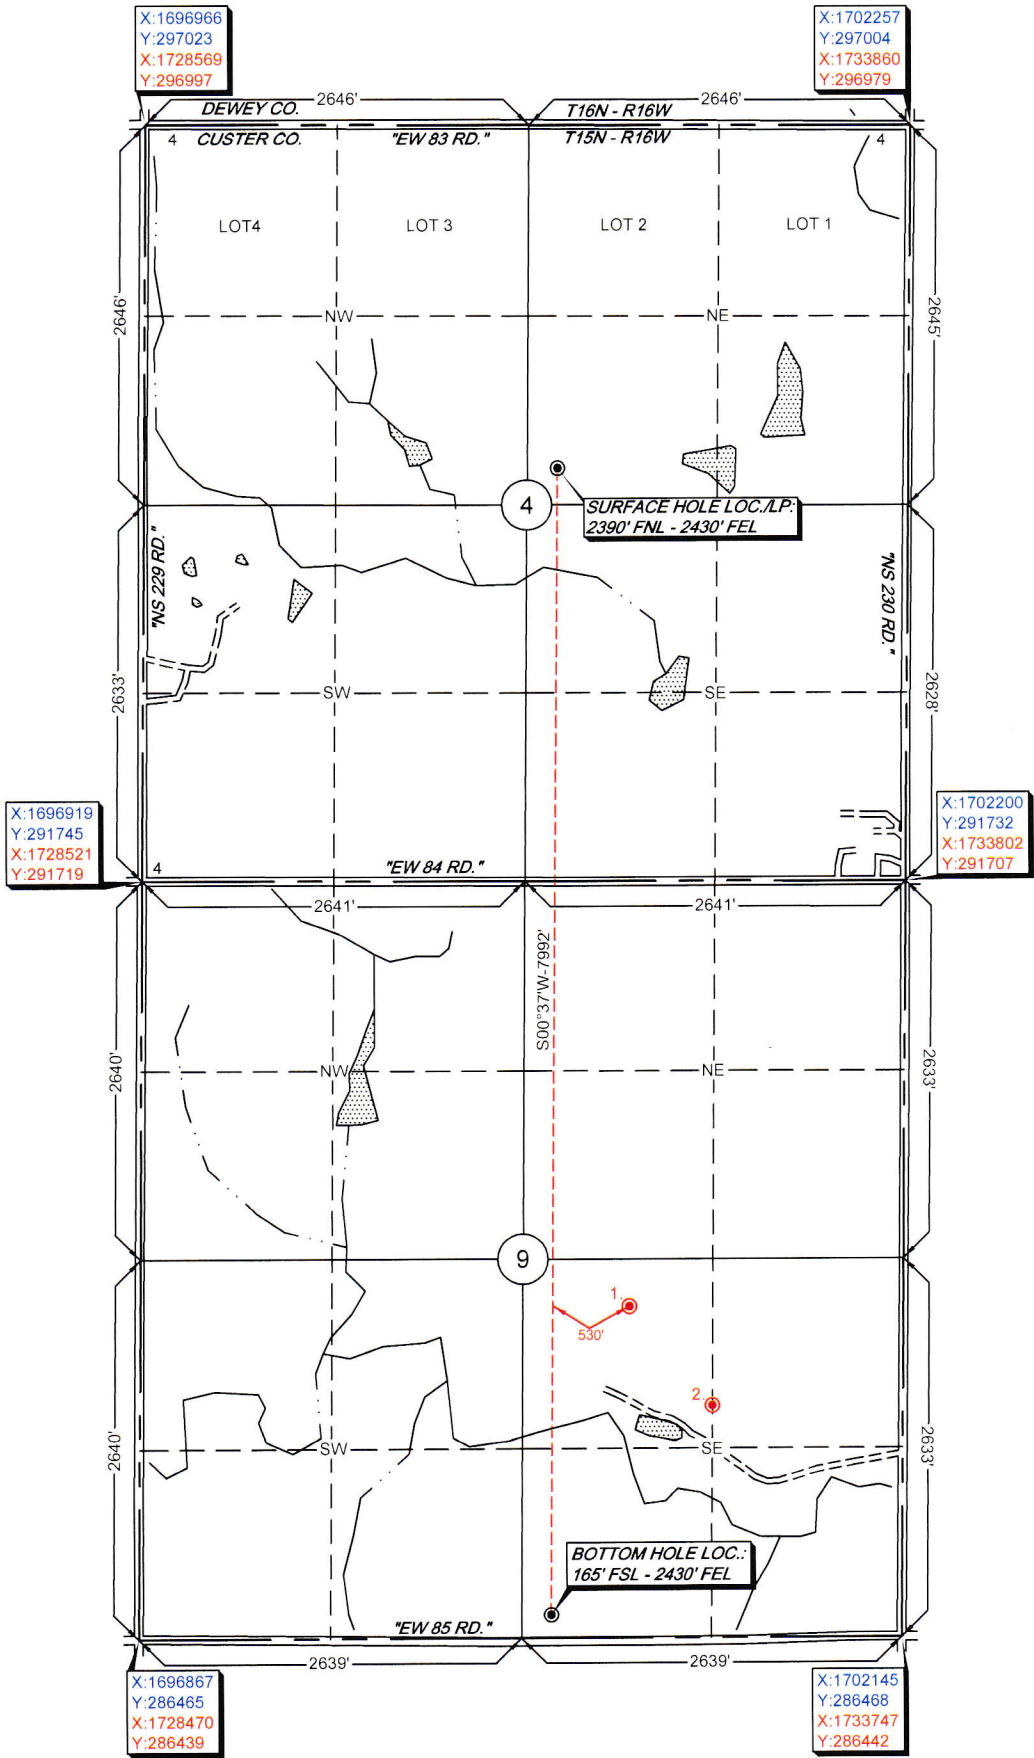 X:1696966
Y:297023
X:1728569
Y:296997
X:1702257
Y:297004
X:1733860
Y:296979
DEWEY CO.
2646'
T16N - R16W
2646'
4
CUSTER CO.
"EW 83 RD."
T15N - R16W
4
LOT4
LOT 3
LOT 2
LOT 1
2646'
NW
NE
2645'
4
SURFACE HOLE LOC./LP:
2390' FNL - 2430' FEL
"NS 229 RD."
"NS 230 RD."
2633'
SW
SE
2628'
X:1696919
Y:291745
X:1728521
Y:291719
X:1702200
Y:291732
X:1733802
Y:291707
4
"EW 84 RD."
2641'
2641'
S00°37'W-7992'
2640'
NW
NE
2633'
9
1.
530'
2.
2640'
SW
SE
2633'
BOTTOM HOLE LOC.:
165' FSL - 2430' FEL
"EW 85 RD."
2639'
2639'
X:1696867
Y:286465
X:1728470
Y:286439
X:1702145
Y:286468
X:1733747
Y:286442